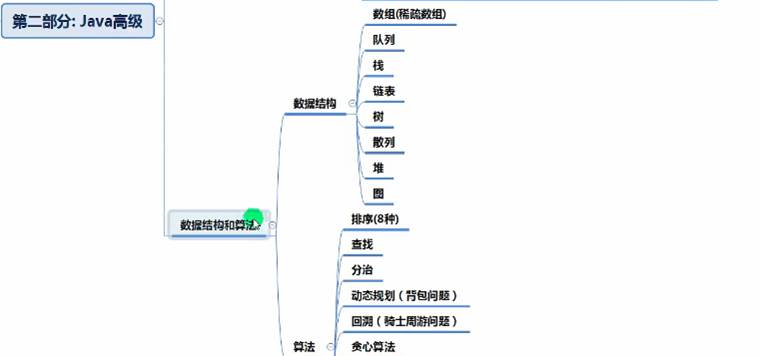 第二部分: Java高级
数组(稀疏数组)
队列
栈
链表
数据结构
树
散列
堆
图
数据结构和算法
排序(8种)
查找
分治
动态规划（背包问题）
回溯（骑士周游问题）
算法
贪心算法